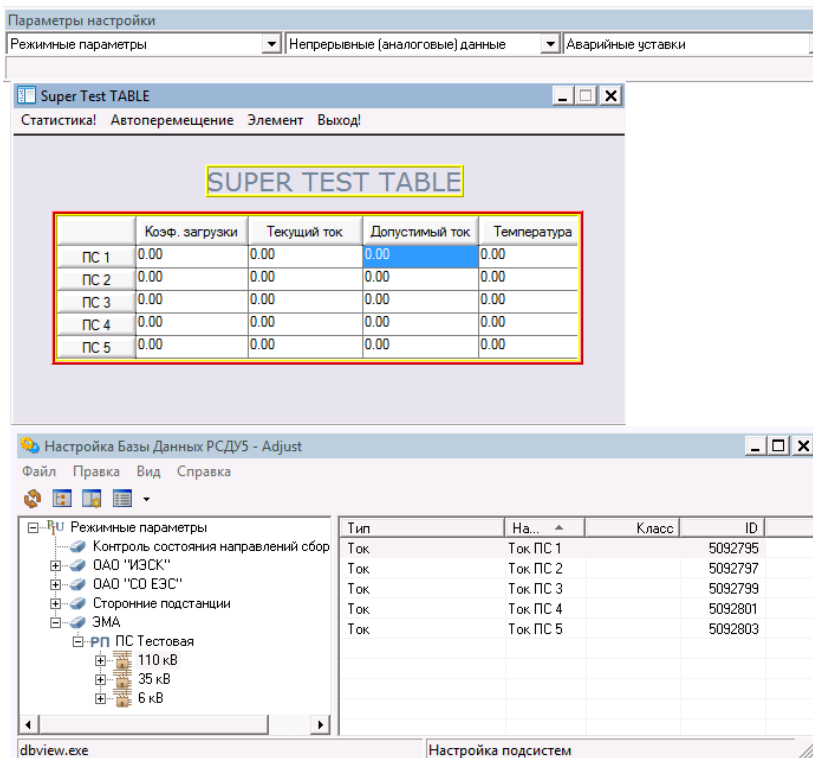 Параметры настройки
Режимные параметры Непрерывные (аналоговые) данные Аварийные уставки
Super Test TABLE
Статистика! Автоперемещение Элемент Выход!
SUPER TEST TABLE
Коэф. загрузки Текущий ток Допустимый ток Температура
ПС 1 0.00 0.00 0.00 0.00
ПС 2 0.00 0.00 0.00 0.00
ПС 3 0.00 0.00 0.00 0.00
ПС 4 0.00 0.00 0.00 0.00
ПС 5 0.00 0.00 0.00 0.00
Настройка Базы Данных РСДУ5 - Adjust
Файл Правка Вид Справка
Режимные параметры
Контроль состояния направлений сбор
ОАО "ИЭСК"
ОАО "СО ЕЭС"
Сторонние подстанции
ЭМА
РП ПС Тестовая
110 кВ
35 кВ
6 кВ
Тип На... Класс ID
Ток Ток ПС 1 5092795
Ток Ток ПС 2 5092797
Ток Ток ПС 3 5092799
Ток Ток ПС 4 5092801
Ток Ток ПС 5 5092803
dbview.exe Настройка подсистем